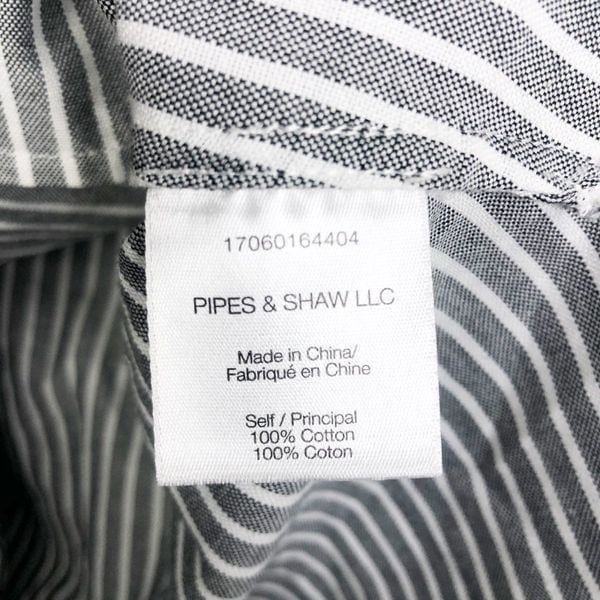 17060164404
PIPES & SHAW LLC
Made in China/
Fabriqué en Chine
Self / Principal
100% Cotton
100% Coton